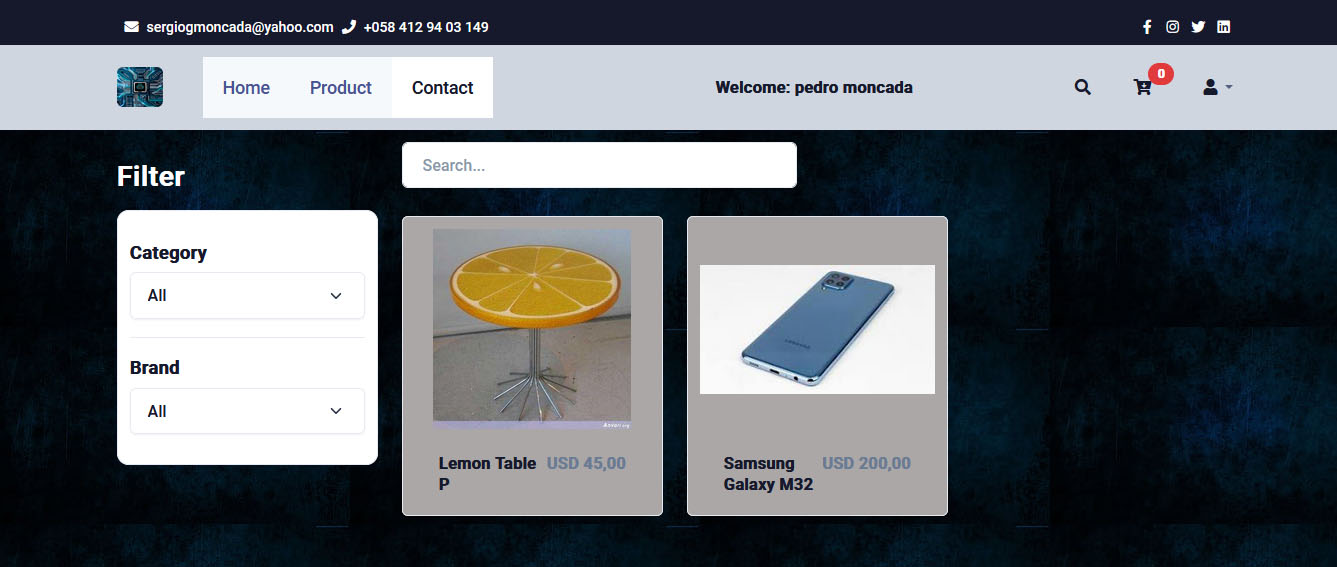 sergiogmoncada@yahoo.com +058 412 94 03 149
Home Product Contact Welcome: pedro moncada 0
Filter
Search...
Category
All
Brand
All
Lemon Table USD 45,00
P
Samsung USD 200,00
Galaxy M32
SAMSUNG